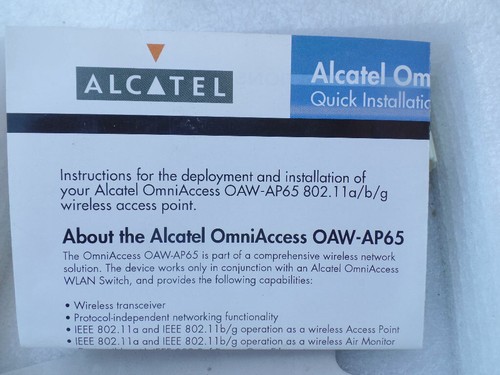 ALCATEL
Alcatel Om
Quick Installatic
Instructions for the deployment and installation of
your Alcatel OmniAccess OAW-AP65 802.11a/b/g
wireless access point.
About the Alcatel OmniAccess OAW-AP65
The OmniAccess OAW-AP65 is part of a comprehensive wireless network
solution. The device works only in conjunction with an Alcatel OmniAccess
WLAN Switch, and provides the following capabilities:
• Wireless transceiver
• Protocol-independent networking functionality
• IEEE 802.11a and IEEE 802.11b/g operation as a wireless Access Point
• IEEE 802.11a and IEEE 802.11b/g operation as a wireless Air Monitor